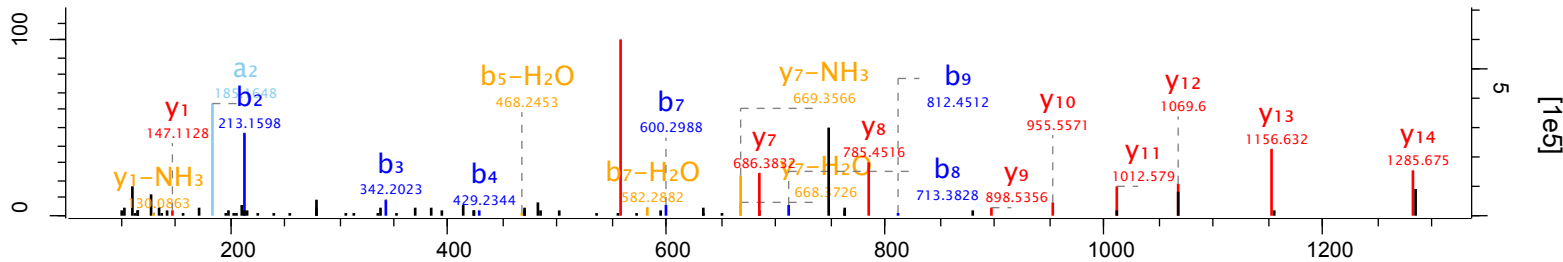 100
0
5
[1e5]
y1-NH3
130.0863
y1
147.1128
a2
185.1648
b2
213.1598
b3
342.2023
b4
429.2344
b5-H2O
468.2453
b7-H2O
582.2882
b7
600.2988
y7-NH3
669.3566
y7-H2O
668.3726
y7
686.3832
b8
713.3828
y8
785.4516
b9
812.4512
y9
898.5356
y10
955.5571
y11
1012.579
y12
1069.6
y13
1156.632
y14
1285.675
200
400
600
800
1000
1200